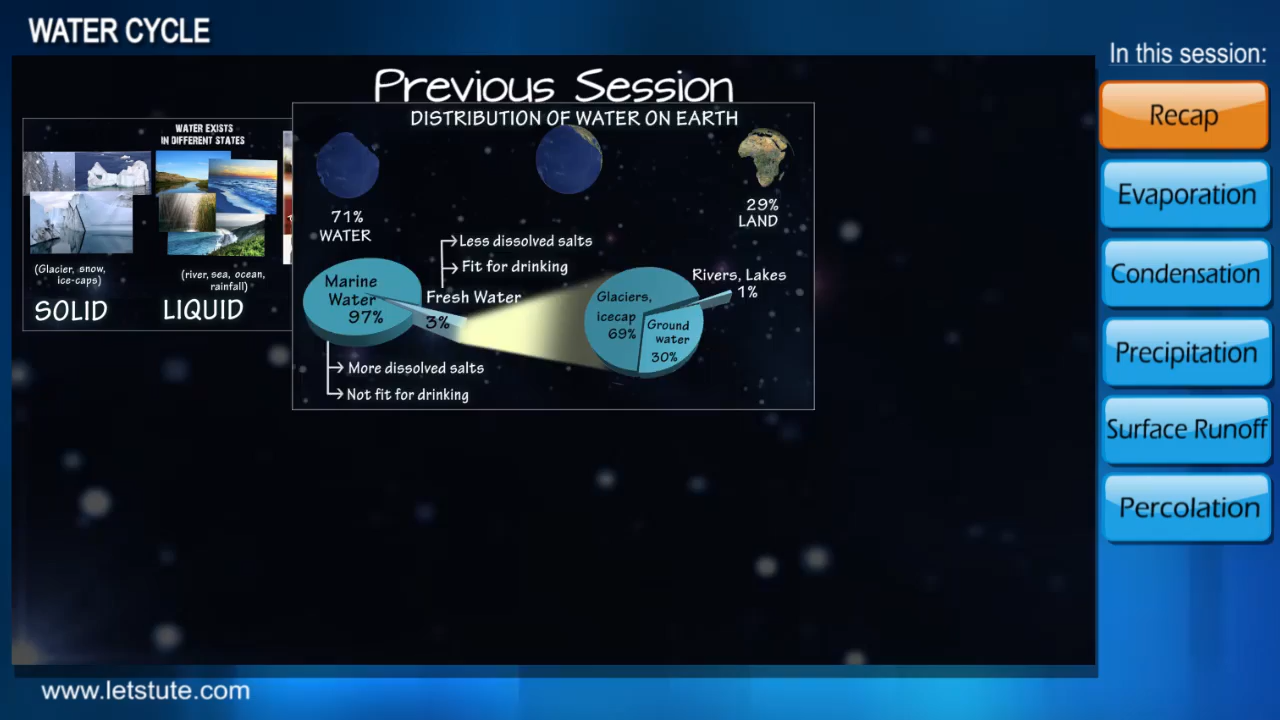 WATER CYCLE
In this session:
Recap
Evaporation
Condensation
Precipitation
Surface Runoff
Percolation
Previous Session
WATER EXISTS
IN DIFFERENT STATES
(Glacier, snow,
ice-caps)
SOLID
(river, sea, ocean,
rainfall)
LIQUID
DISTRIBUTION OF WATER ON EARTH
71%
WATER
29%
LAND
Less dissolved salts
Fit for drinking
Marine
Water
97%
Fresh Water
3%
More dissolved salts
Not fit for drinking
Glaciers,
icecap
69%
Ground
water
30%
Rivers, Lakes
1%
www.letstute.com